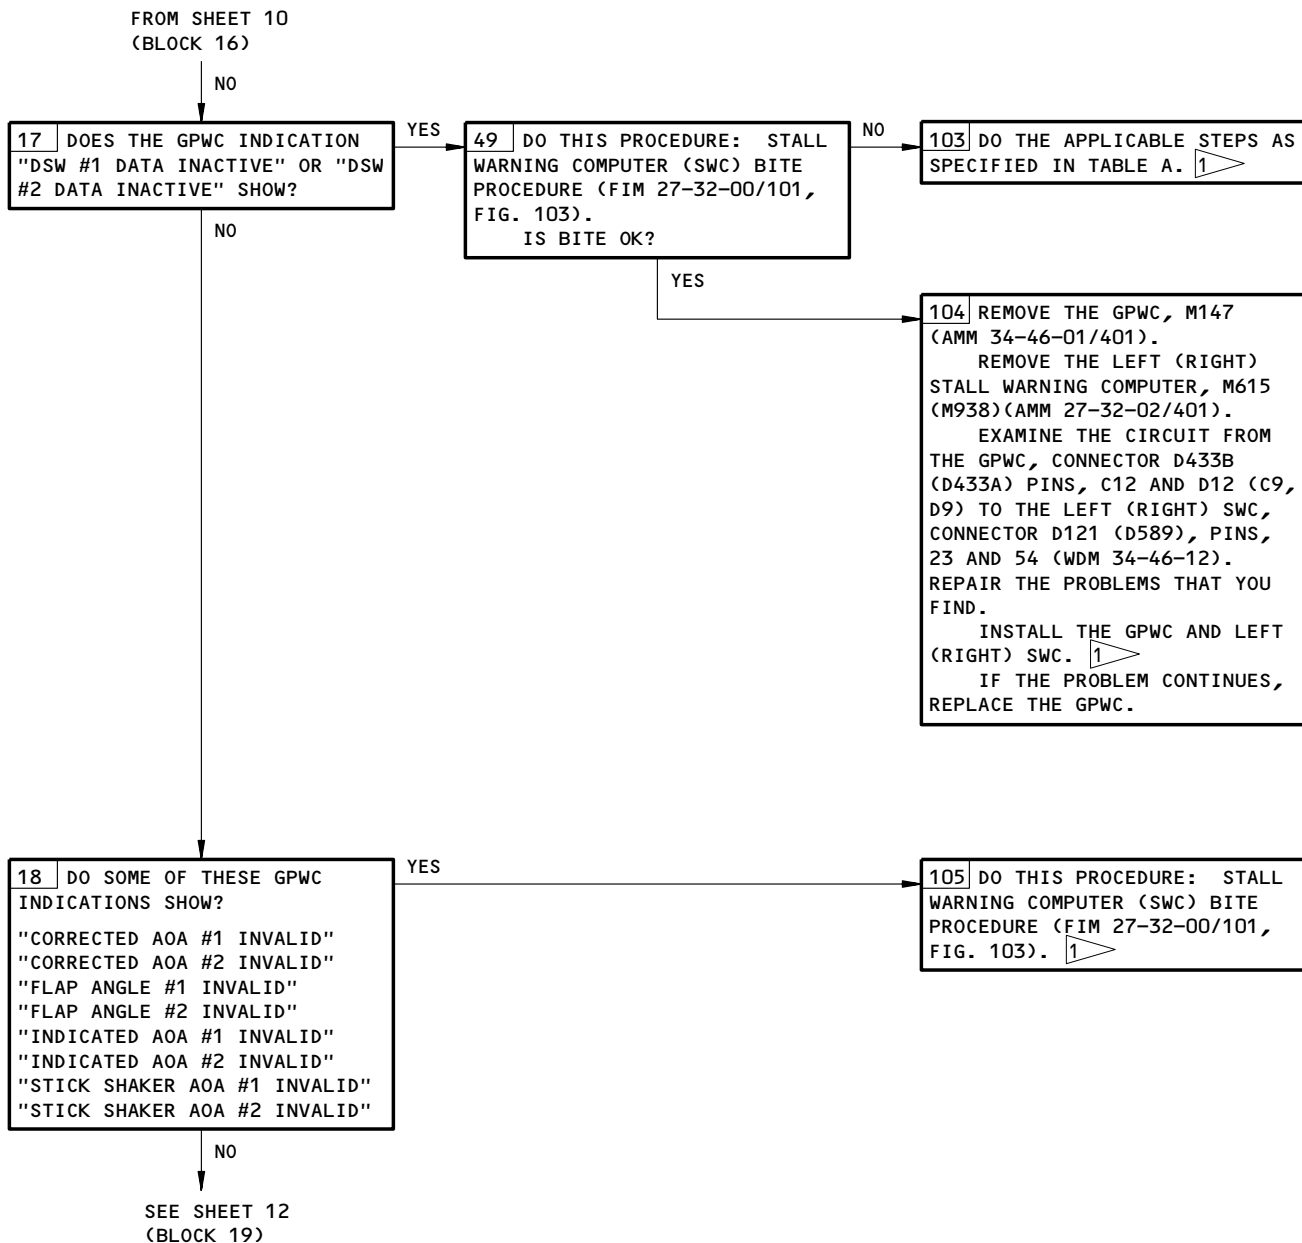 FROM SHEET 10
(BLOCK 16)
NO
17 DOES THE GPWC INDICATION
"DSW #1 DATA INACTIVE" OR "DSW
#2 DATA INACTIVE" SHOW?
YES
49 DO THIS PROCEDURE: STALL
WARNING COMPUTER (SWC) BITE
PROCEDURE (FIM 27-32-00/101,
FIG. 103).
IS BITE OK?
NO
103 DO THE APPLICABLE STEPS AS
SPECIFIED IN TABLE A. 1
NO
YES
104 REMOVE THE GPWC, M147
(AMM 34-46-01/401).
REMOVE THE LEFT (RIGHT)
STALL WARNING COMPUTER, M615
(M938)(AMM 27-32-02/401).
EXAMINE THE CIRCUIT FROM
THE GPWC, CONNECTOR D433B
(D433A) PINS, C12 AND D12 (C9,
D9) TO THE LEFT (RIGHT) SWC,
CONNECTOR D121 (D589), PINS,
23 AND 54 (WDM 34-46-12).
REPAIR THE PROBLEMS THAT YOU
FIND.
INSTALL THE GPWC AND LEFT
(RIGHT) SWC. 1
IF THE PROBLEM CONTINUES,
REPLACE THE GPWC.
18 DO SOME OF THESE GPWC
INDICATIONS SHOW?
"CORRECTED AOA #1 INVALID"
"CORRECTED AOA #2 INVALID"
"FLAP ANGLE #1 INVALID"
"FLAP ANGLE #2 INVALID"
"INDICATED AOA #1 INVALID"
"INDICATED AOA #2 INVALID"
"STICK SHAKER AOA #1 INVALID"
"STICK SHAKER AOA #2 INVALID"
YES
105 DO THIS PROCEDURE: STALL
WARNING COMPUTER (SWC) BITE
PROCEDURE (FIM 27-32-00/101,
FIG. 103). 1
NO
SEE SHEET 12
(BLOCK 19)